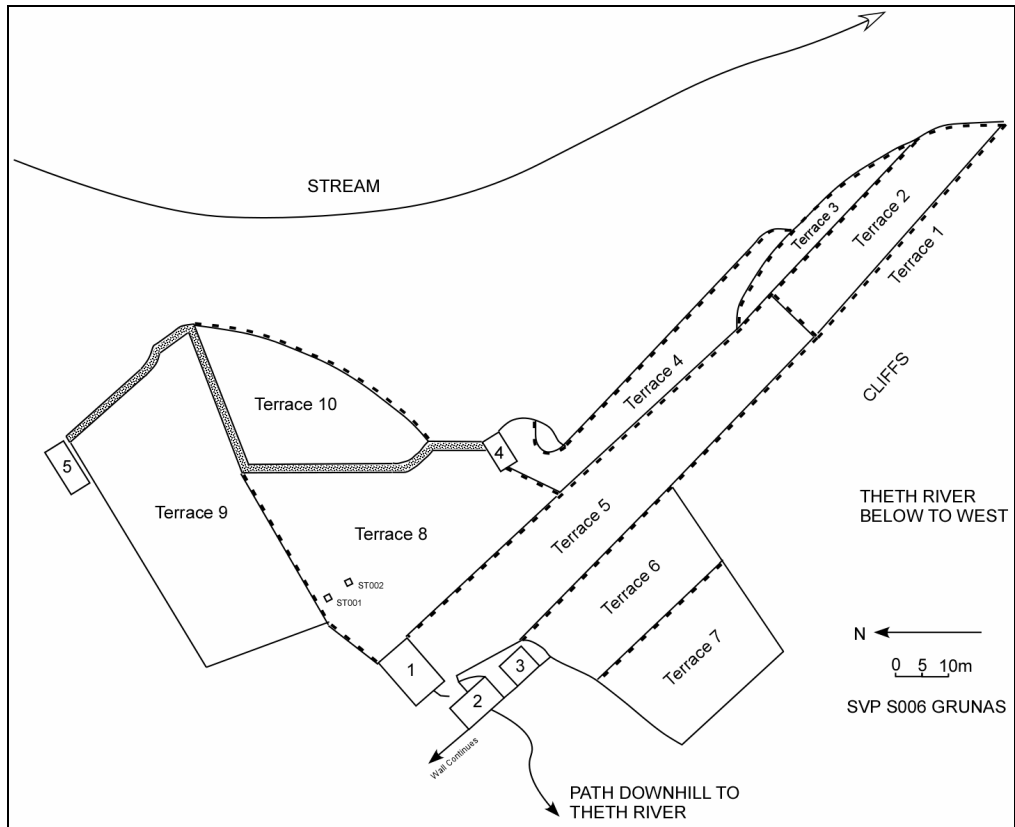 STREAM
Terrace 3
Terrace 2
Terrace 1
Terrace 4
CLIFFS
Terrace 10
4
5
THETH RIVER
BELOW TO WEST
Terrace 9
Terrace 8
Terrace 5
ST002
ST001
Terrace 6
N
Terrace 7
0 5 10m
1
3
2
SVP S006 GRUNAS
Wall Continues
PATH DOWNHILL TO
THETH RIVER